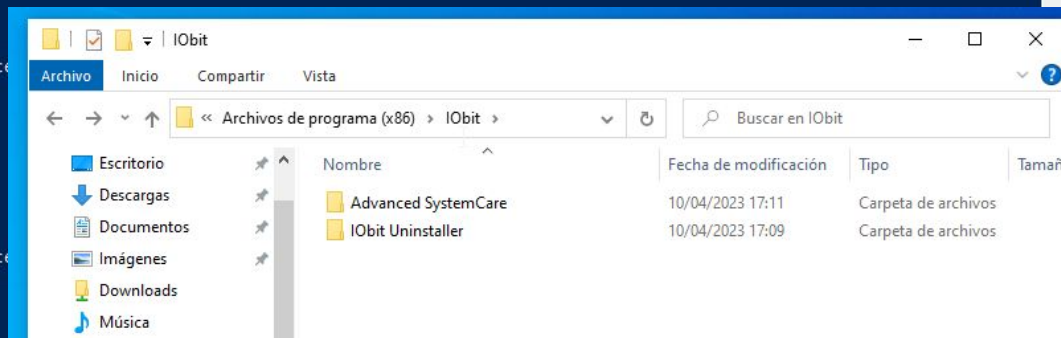 IObit
Archivo Inicio Compartir Vista
« Archivos de programa (x86) › IObit › Buscar en IObit
Escritorio
Descargas
Documentos
Imágenes
Downloads
Música
Nombre Fecha de modificación Tipo Tamañ
Advanced SystemCare 10/04/2023 17:11 Carpeta de archivos
IObit Uninstaller 10/04/2023 17:09 Carpeta de archivos